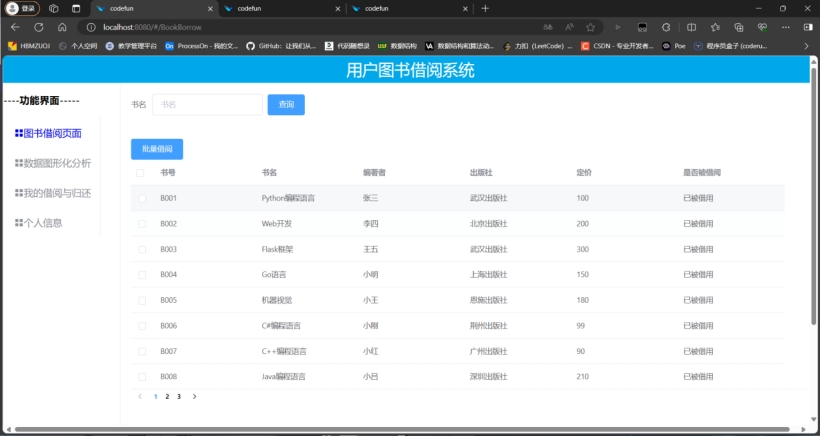 登录
codefun
codefun
codefun
localhost:8080/#/BookBorrow
HBMZUOJ
个人空间
教学管理平台
ProcessOn - 我的文...
GitHub：让我们从...
代码随想录
数据结构
数据结构和算法动...
力扣（LeetCode）...
CSDN - 专业开发者...
Poe
程序员盒子 (coderu...
用户图书借阅系统
----功能界面-----
图书借阅页面
数据图形化分析
我的借阅与归还
个人信息
书名 书名 查询
批量借阅
书号 书名 编著者 出版社 定价 是否被借阅
B001 Python编程语言 张三 武汉出版社 100 已被借用
B002 Web开发 李四 北京出版社 200 已被借用
B003 Flask框架 王五 武汉出版社 300 已被借用
B004 Go语言 小明 上海出版社 150 已被借用
B005 机器视觉 小王 恩施出版社 180 已被借用
B006 C#编程语言 小刚 荆州出版社 99 已被借用
B007 C++编程语言 小红 广州出版社 90 已被借用
B008 Java编程语言 小吕 深圳出版社 210 已被借用
1 2 3